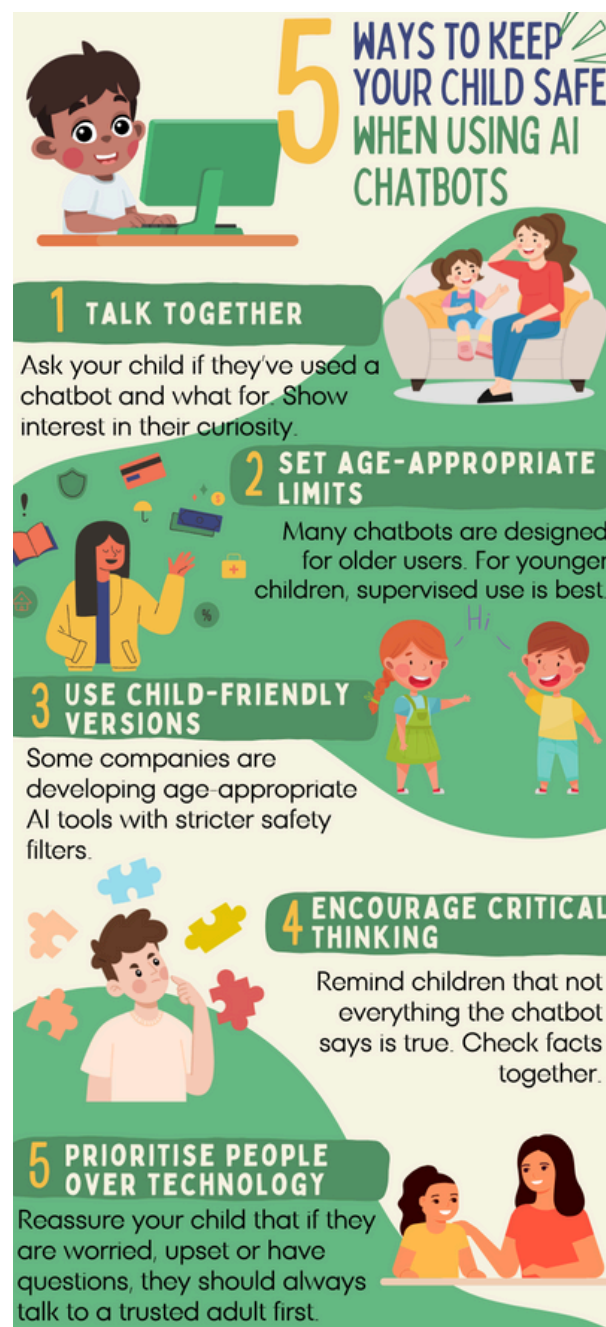 5 WAYS TO KEEP
YOUR CHILD SAFE
WHEN USING AI
CHATBOTS
1 TALK TOGETHER
Ask your child if they've used a
chatbot and what for. Show
interest in their curiosity.
2 SET AGE-APPROPRIATE
LIMITS
Many chatbots are designed
for older users. For younger
children, supervised use is best.
Hi
3 USE CHILD-FRIENDLY
VERSIONS
Some companies are
developing age-appropriate
AI tools with stricter safety
filters.
4 ENCOURAGE CRITICAL
THINKING
Remind children that not
everything the chatbot
says is true. Check facts
together.
5 PRIORITISE PEOPLE
OVER TECHNOLOGY
Reassure your child that if they
are worried, upset or have
questions, they should always
talk to a trusted adult first.